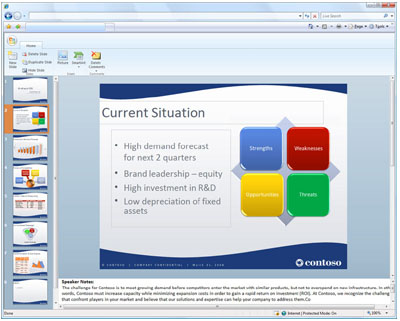 Live Search
Page
Tools
Home
New Slide
Delete Slide
Duplicate Slide
Hide Slide
Picture
SmartArt
Delete Comments
Current Situation
• High demand forecast
for next 2 quarters
• Brand leadership – equity
• High investment in R&D
• Low depreciation of fixed
assets
Strengths
Weaknesses
Opportunities
Threats
© CONTOSO | COMPANY CONFIDENTIAL | March 31, 2008
contoso
Speaker Notes:
The challenge for Contoso is to meet growing demand before competitors enter the market with similar products, but not to overspend on new infrastructure. In oth
words, Contoso must increase capacity while minimizing expansion costs in order to gain a rapid return on investment (ROI). At Contoso, we recognize the challeng
that confront players in your market and believe that our solutions and expertise can help your company to address them.Co
Done
Internet | Protected Mode: On
100%